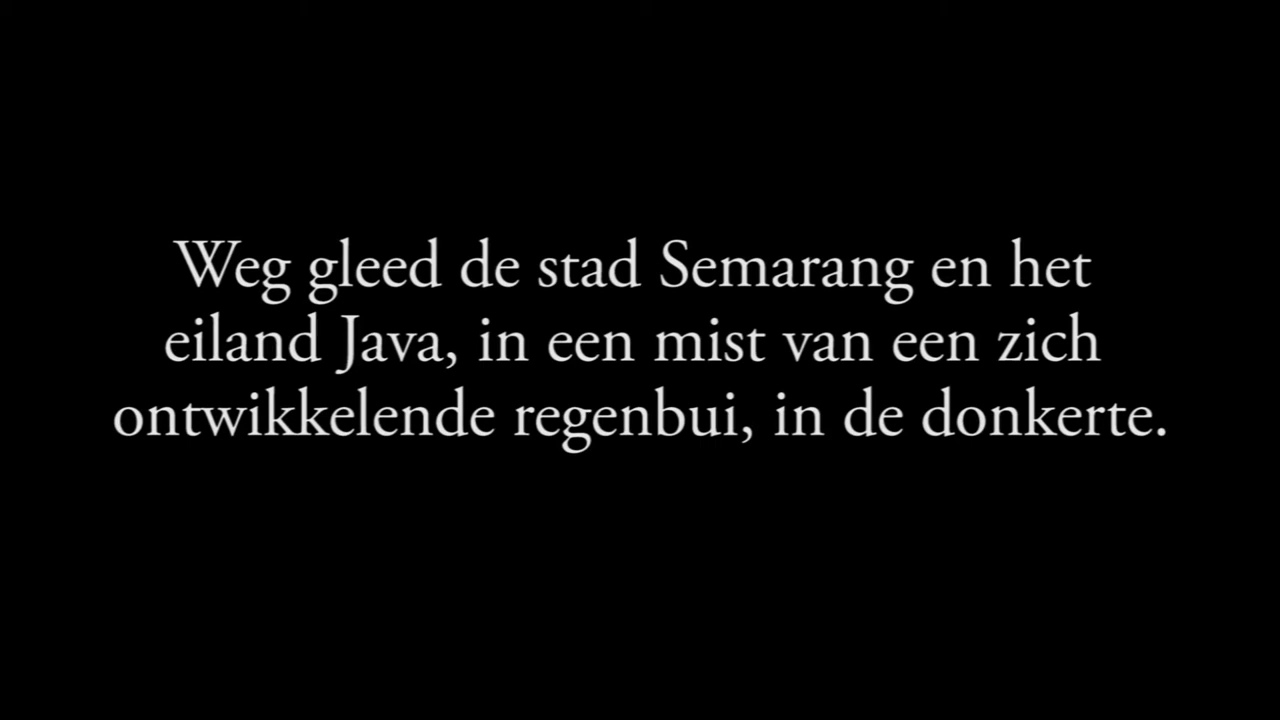 Weg gleed de stad Semarang en het
eiland Java, in een mist van een zich
ontwikkelende regenbui, in de donkerte.